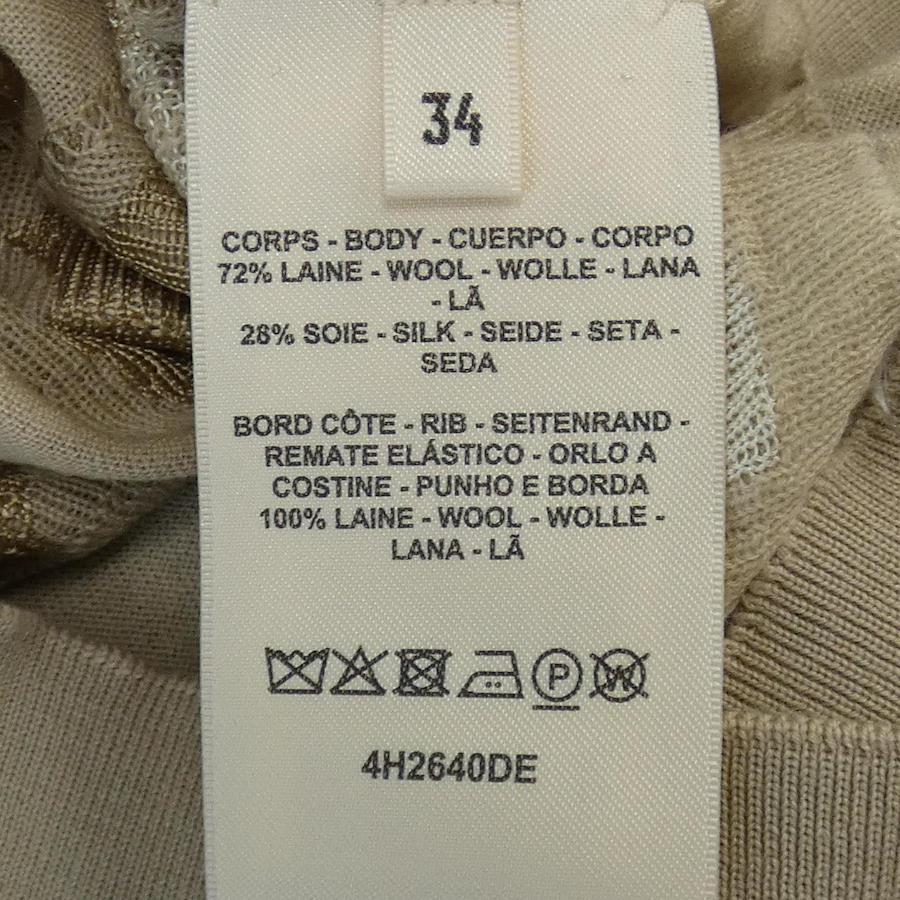 34
CORPS - BODY - CUERPO - CORPO
72% LAINE - WOOL - WOLLE - LANA
- LÃ
28% SOIE - SILK - SEIDE - SETA -
SEDA
BORD CÔTE - RIB - SEITENRAND -
REMATE ELÁSTICO - ORLO A
COSTINE - PUNHO E BORDA
100% LAINE - WOOL - WOLLE -
LANA - LÃ
P W
4H2640DE